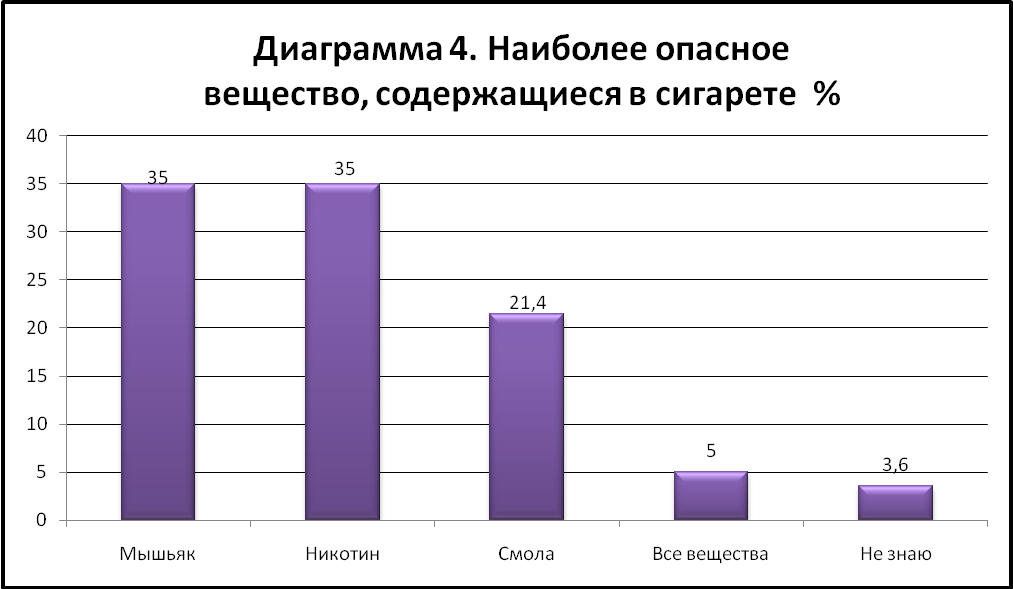 Диаграмма 4. Наиболее опасное
вещество, содержащиеся в сигарете %
40
35
30
25
20
15
10
5
0
35
35
21,4
5
3,6
Мышьяк
Никотин
Смола
Все вещества
Не знаю